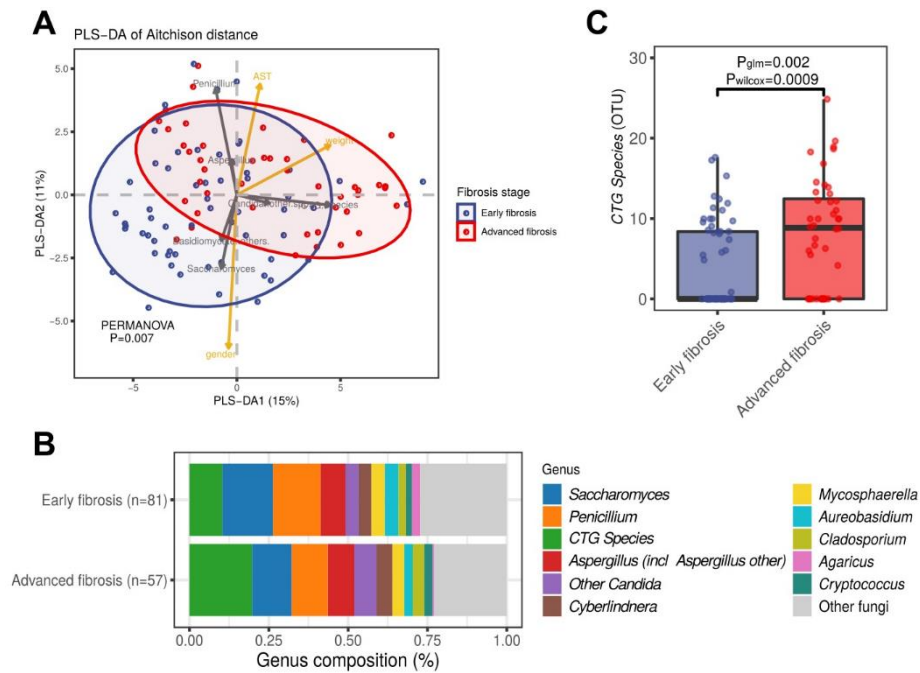 A
PLS-DA of Aitchison distance
5.0
2.5
0.0
-2.5
-5.0
PLS-DA2 (11%)
Penicillium
AST
weight
Aspergillus
Saccharomyces
gender
PERMANOVA
P=0.007
-5
0
5
PLS-DA1 (15%)
Fibrosis stage
Early fibrosis
Advanced fibrosis
C
30
20
10
0
CTG Species (OTU)
Pglm=0.002
Pwilcox=0.0009
Early fibrosis
Advanced fibrosis
B
Early fibrosis (n=81)
Advanced fibrosis (n=57)
0.00
0.25
0.50
0.75
1.00
Genus composition (%)
Genus
Saccharomyces
Penicillium
CTG Species
Aspergillus (incl Aspergillus other)
Other Candida
Cyberlindnera
Mycosphaerella
Aureobasidium
Cladosporium
Agaricus
Cryptococcus
Other fungi